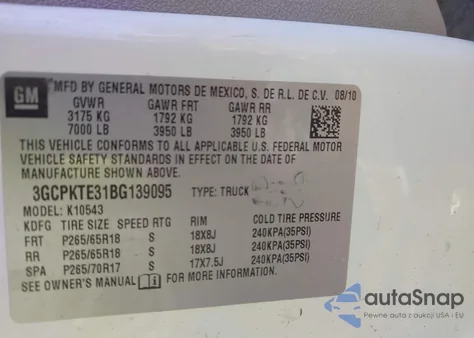 GM MFD BY GENERAL MOTORS DE MEXICO, S. DE R.L. DE C.V. 08/10
GVWR GAWR FRT GAWR RR
3175 KG 1792 KG 1792 KG
7000 LB 3950 LB 3950 LB
THIS VEHICLE CONFORMS TO ALL APPLICABLE U.S. FEDERAL MOTOR
VEHICLE SAFETY STANDARDS IN EFFECT ON THE DATE OF
MANUFACTURE SHOWN ABOVE.
3GCPKTE31BG139095 TYPE: TRUCK
MODEL: K10543
KDFG TIRE SIZE SPEED RTG RIM COLD TIRE PRESSURE
FRT P265/65R18 S 18X8J 240KPA(35PSI)
RR P265/65R18 S 18X8J 240KPA(35PSI)
SPA P265/70R17 S 17X7.5J 240KPA(35PSI)
SEE OWNER'S MANUAL FOR MORE INFORMATION
autoSnap
Pewne auta z aukcji USA i EU